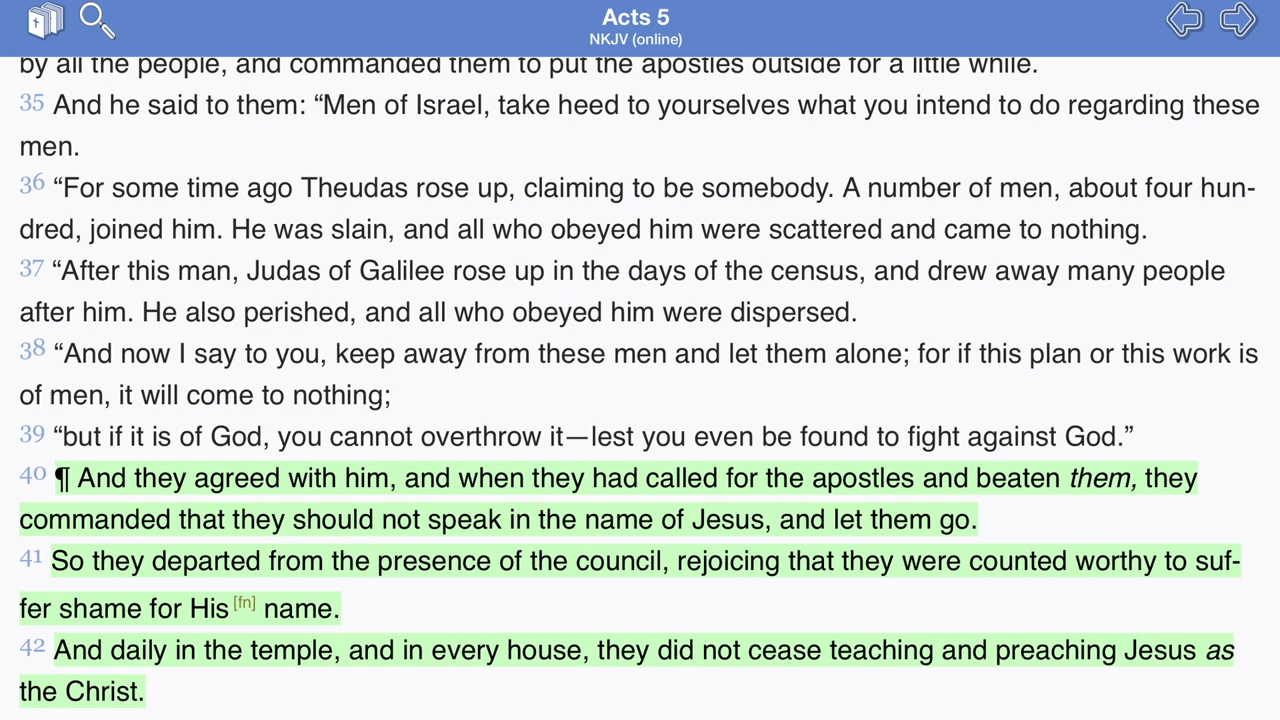 Acts 5
NKJV (online)
by all the people, and commanded them to put the apostles outside for a little while.
35 And he said to them: “Men of Israel, take heed to yourselves what you intend to do regarding these
men.
36 “For some time ago Theudas rose up, claiming to be somebody. A number of men, about four hun-
dred, joined him. He was slain, and all who obeyed him were scattered and came to nothing.
37 “After this man, Judas of Galilee rose up in the days of the census, and drew away many people
after him. He also perished, and all who obeyed him were dispersed.
38 “And now I say to you, keep away from these men and let them alone; for if this plan or this work is
of men, it will come to nothing;
39 “but if it is of God, you cannot overthrow it—lest you even be found to fight against God.”
40 ¶ And they agreed with him, and when they had called for the apostles and beaten them, they
commanded that they should not speak in the name of Jesus, and let them go.
41 So they departed from the presence of the council, rejoicing that they were counted worthy to suf-
fer shame for His [fn] name.
42 And daily in the temple, and in every house, they did not cease teaching and preaching Jesus as
the Christ.